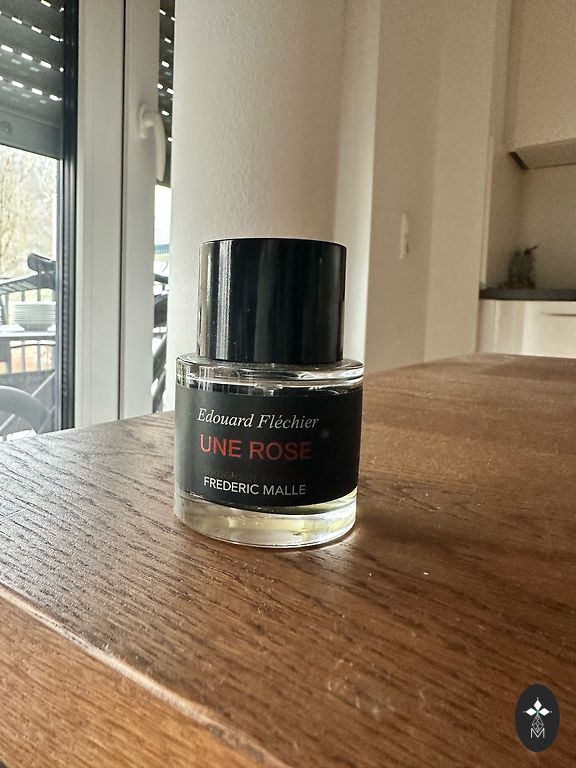 Edouard Fléchier
UNE ROSE
FREDERIC MALLE
M